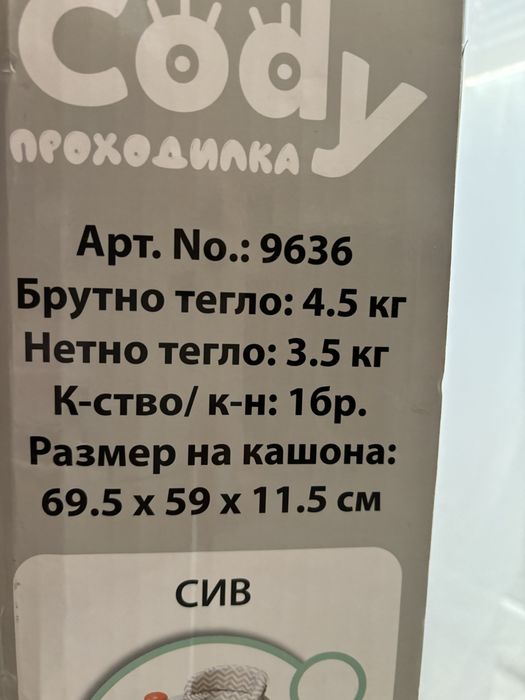 Cody
ПРОХОДИЛКА
Арт. No.: 9636
Брутно тегло: 4.5 кг
Нетно тегло: 3.5 кг
К-ство/ к-н: 1бр.
Размер на кашона:
69.5 x 59 x 11.5 см
СИВ